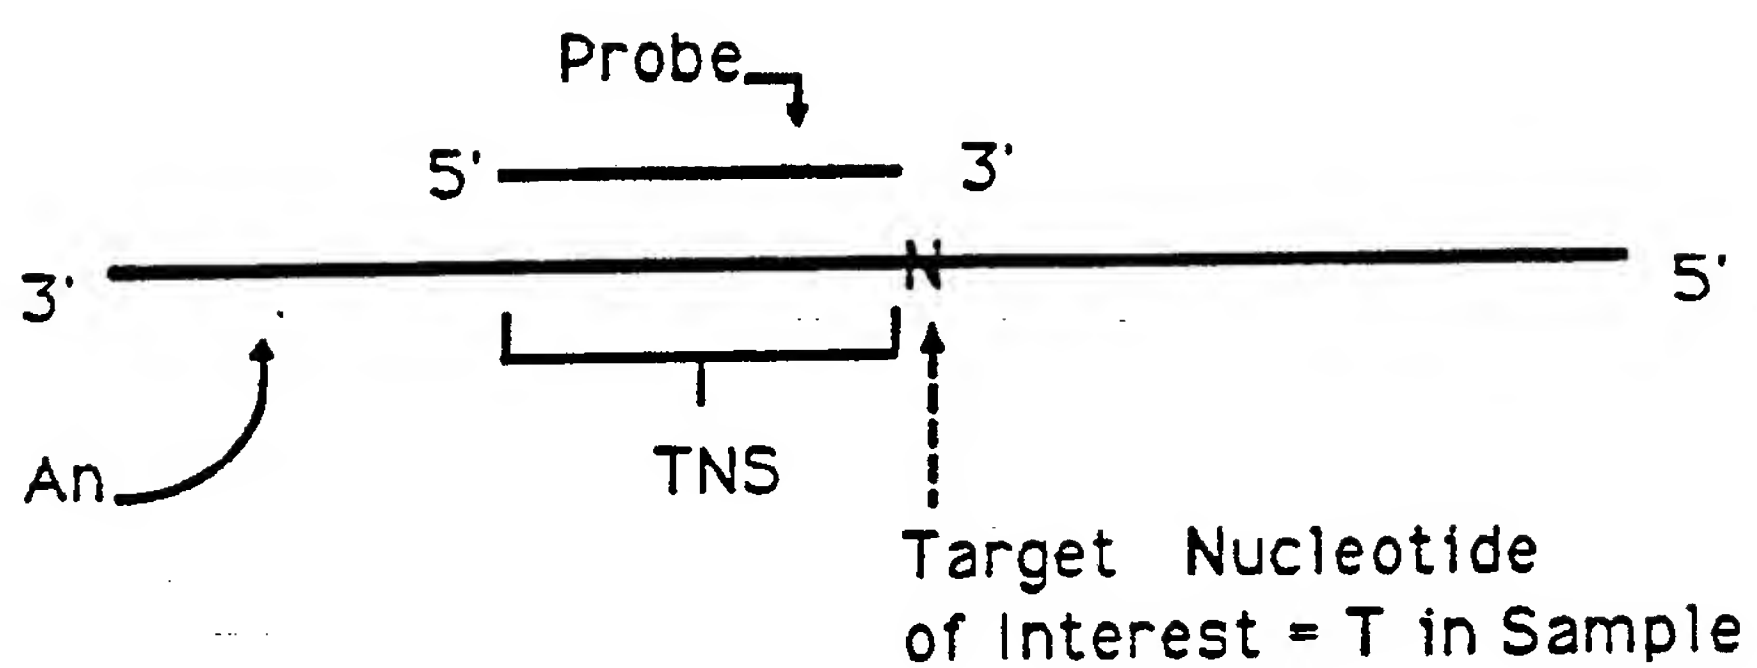 Probe
5' 3'
N
3' 5'
An
TNS
Target Nucleotide
of Interest = T in Sample